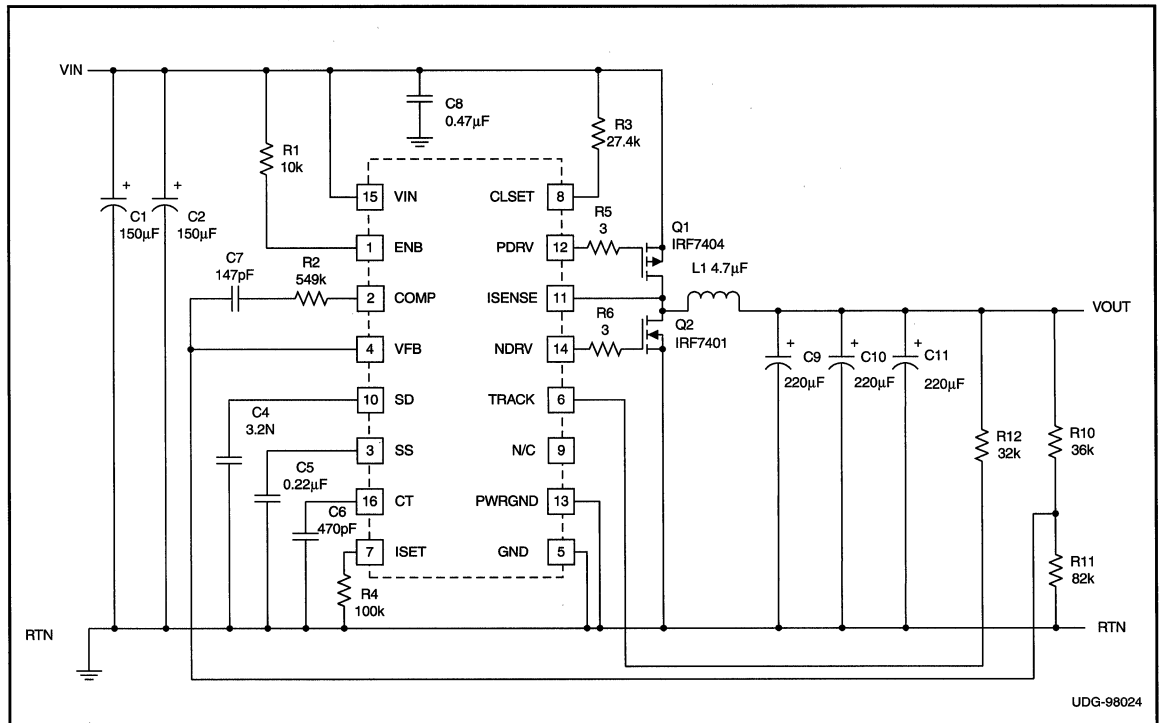 VIN
C8
0.47µF
R3
27.4k
R1
10k
+
C1
150µF
+
C2
150µF
15 VIN
CLSET 8
R5
3
Q1
IRF7404
1 ENB
PDRV 12
L1 4.7µF
C7
147pF
R2
549k
2 COMP
ISENSE 11
VOUT
R6
3
Q2
IRF7401
4 VFB
NDRV 14
+
C9
220µF
+
C10
220µF
+
C11
220µF
10 SD
TRACK 6
C4
3.2N
R12
32k
R10
36k
3 SS
N/C 9
C5
0.22µF
16 CT
PWRGND 13
C6
470pF
7 ISET
GND 5
R11
82k
R4
100k
RTN
RTN
UDG-98024